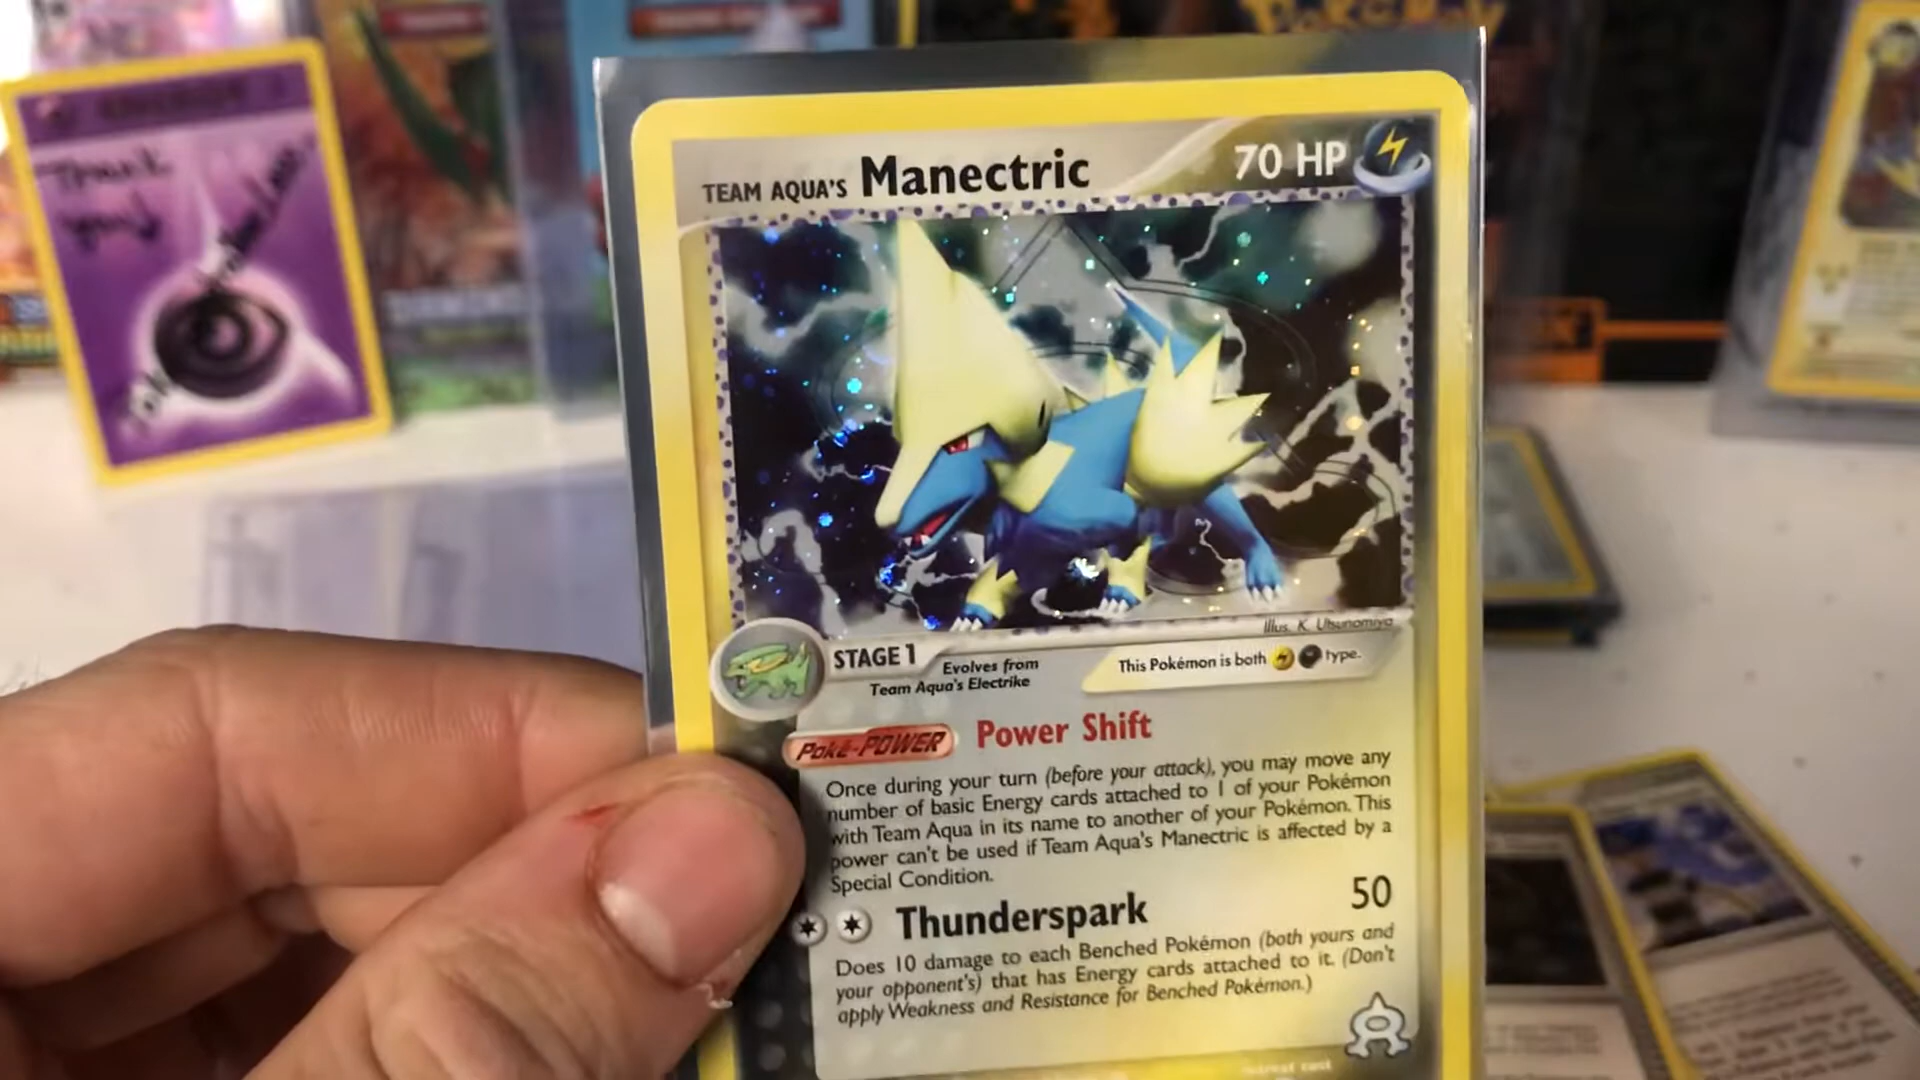 POKÉMON
Thank
you!
TEAM AQUA'S Manectric 70 HP
Illus. K. Utsunomiya
STAGE 1
Evolves from
Team Aqua's Electrike
This Pokémon is both type.
Poké-POWER Power Shift
Once during your turn (before your attack), you may move any
number of basic Energy cards attached to 1 of your Pokémon
with Team Aqua in its name to another of your Pokémon. This
power can't be used if Team Aqua's Manectric is affected by a
Special Condition.
Thunderspark 50
Does 10 damage to each Benched Pokémon (both yours and
your opponent's) that has Energy cards attached to it. (Don't
apply Weakness and Resistance for Benched Pokémon.)
retreat cost